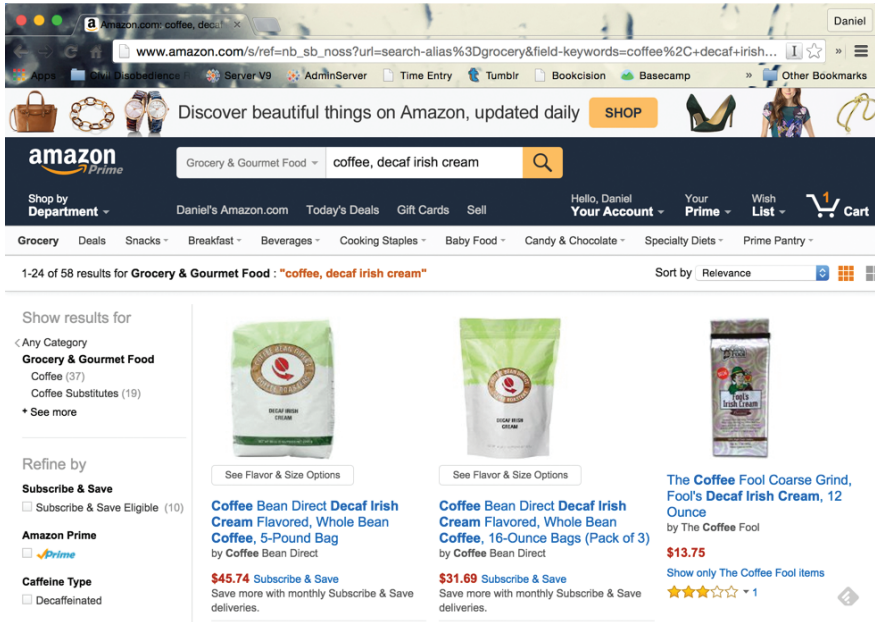 Amazon.com: coffee, decaf
Daniel
www.amazon.com/s/ref=nb_sb_noss?url=search-alias%3Dgrocery&field-keywords=coffee%2C+decaf+irish...
Apps Civil Disobedience Server V9 AdminServer Time Entry Tumblr Bookcision Basecamp » Other Bookmarks
Discover beautiful things on Amazon, updated daily SHOP
amazon Prime
Grocery & Gourmet Food coffee, decaf irish cream
Shop by Department
Daniel's Amazon.com Today's Deals Gift Cards Sell
Hello, Daniel
Your Account
Your
Prime
Wish
List
1
Cart
Grocery Deals Snacks Breakfast Beverages Cooking Staples Baby Food Candy & Chocolate Specialty Diets Prime Pantry
1-24 of 58 results for Grocery & Gourmet Food : "coffee, decaf irish cream"
Sort by Relevance
Show results for
Any Category
Grocery & Gourmet Food
Coffee (37)
Coffee Substitutes (19)
+ See more
Refine by
Subscribe & Save
Subscribe & Save Eligible (10)
Amazon Prime
Prime
Caffeine Type
Decaffeinated
COFFEE BEAN DIRECT
DECAF IRISH
CREAM
See Flavor & Size Options
Coffee Bean Direct Decaf Irish
Cream Flavored, Whole Bean
Coffee, 5-Pound Bag
by Coffee Bean Direct
$45.74 Subscribe & Save
Save more with monthly Subscribe & Save
deliveries.
DECAF IRISH
CREAM
See Flavor & Size Options
Coffee Bean Direct Decaf Irish
Cream Flavored, Whole Bean
Coffee, 16-Ounce Bags (Pack of 3)
by Coffee Bean Direct
$31.69 Subscribe & Save
Save more with monthly Subscribe & Save
deliveries.
Fool's
Irish Cream
The Coffee Fool Coarse Grind,
Fool's Decaf Irish Cream, 12
Ounce
by The Coffee Fool
$13.75
Show only The Coffee Fool items
1